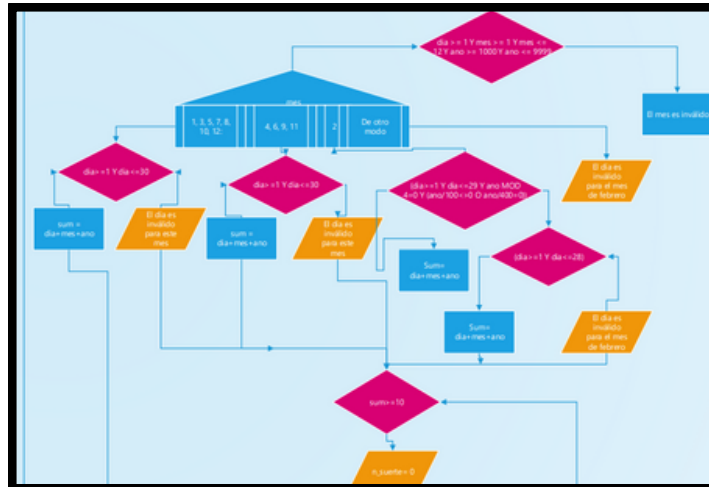 dia >= 1 Y mes >= 1 Y mes <=
12 Y ano >= 1000 Y ano <= 9999
mes
El mes es inválido
1, 3, 5, 7, 8,
10, 12:
4, 6, 9, 11
2
De otro
modo
dia>=1 Y dia<=30
dia>=1 Y dia<=30
(dia>=1 Y dia<=29 Y ano MOD
4=0 Y (ano/100<>0 O ano/400=0)
El día es
inválido
para el mes
de febrero
sum =
dia+mes+ano
El día es
inválido
para este
mes
sum =
dia+mes+ano
El día es
inválido
para este
mes
Sum=
dia+mes+ano
(dia>=1 Y dia<=28)
Sum=
dia+mes+ano
El día es
inválido
para el mes
de febrero
sum>=10
n_suerte= 0